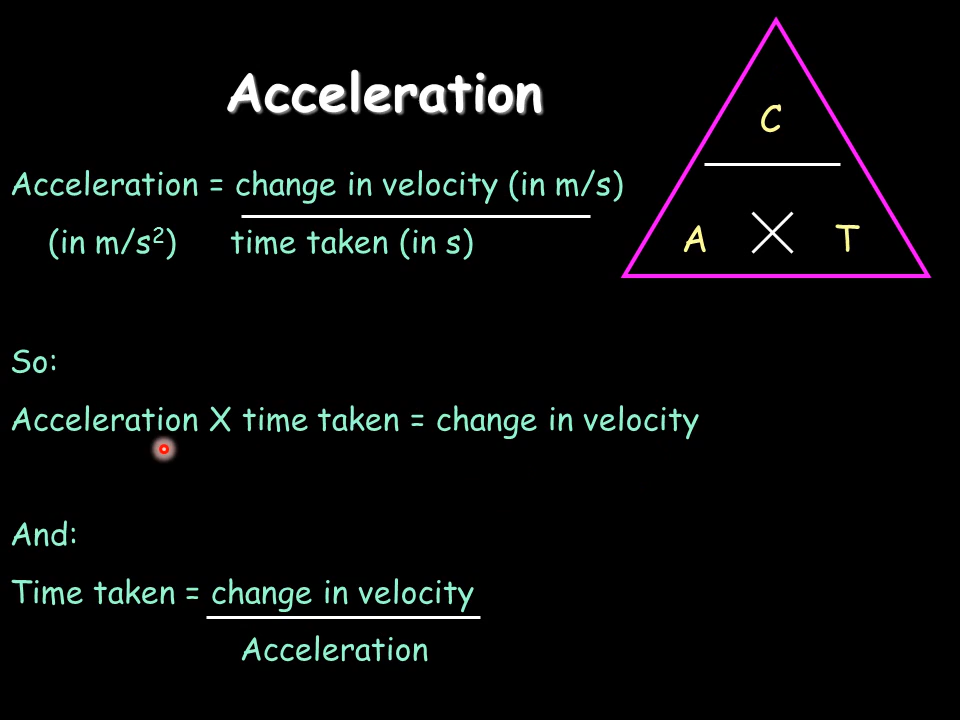 Acceleration
C
A X T
Acceleration = change in velocity (in m/s)
(in m/s²) time taken (in s)
So:
Acceleration X time taken = change in velocity
And:
Time taken = change in velocity
Acceleration